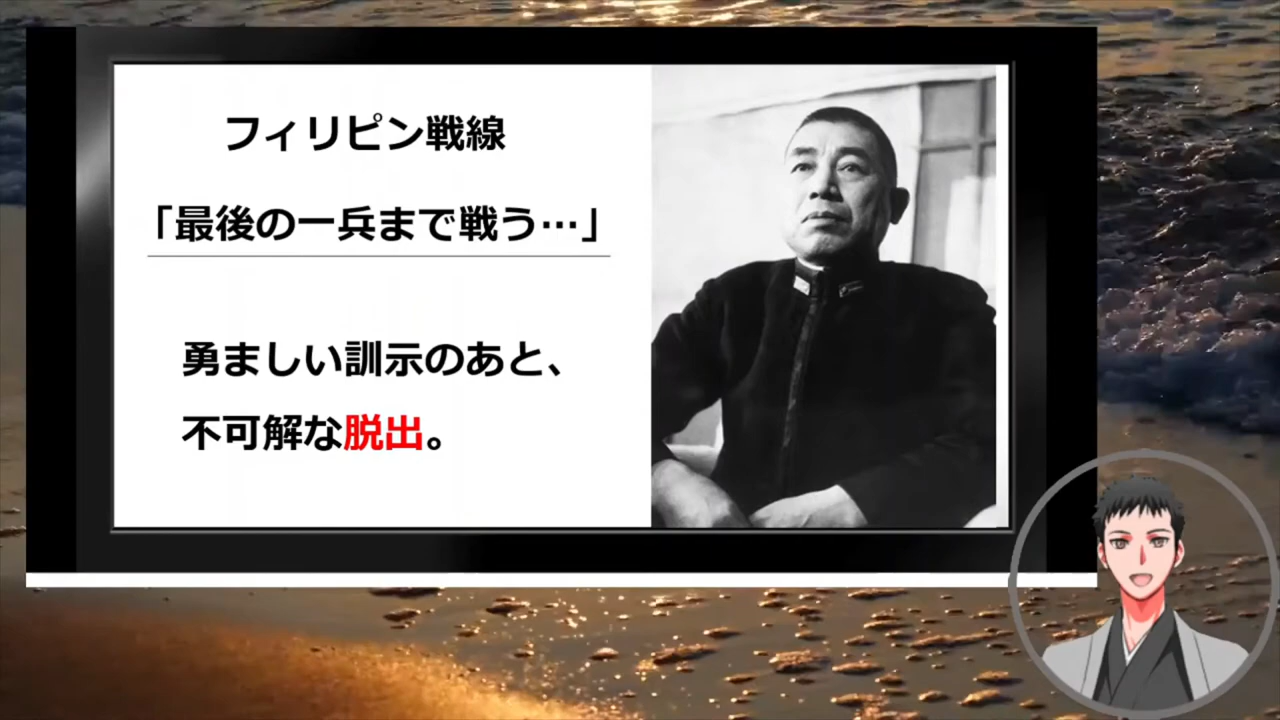 フィリピン戦線
「最後の一兵まで戦う…」
勇ましい訓示のあと、
不可解な脱出。